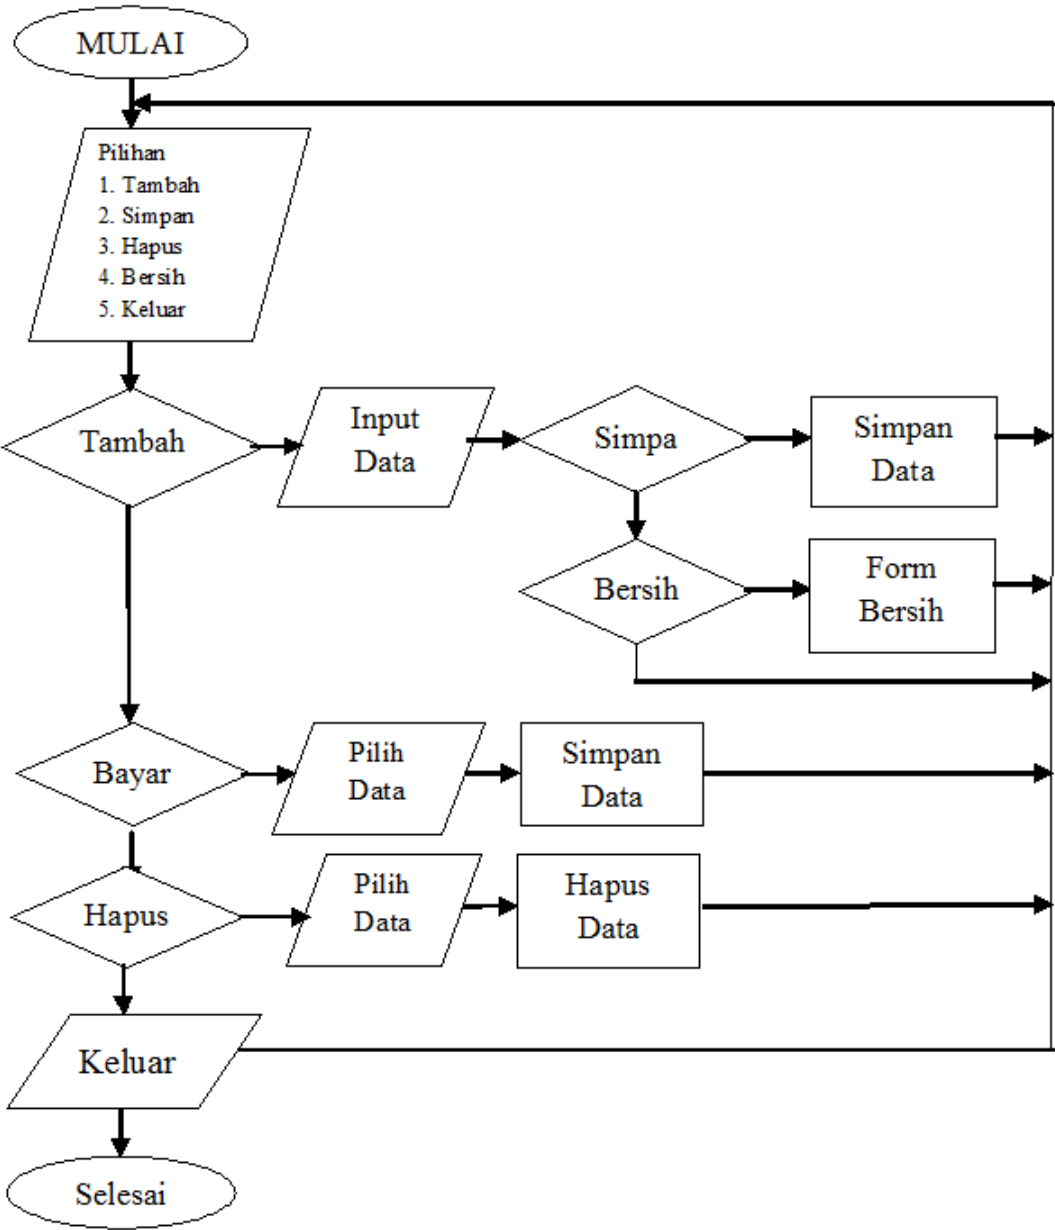 MULAI
Pilihan
1. Tambah
2. Simpan
3. Hapus
4. Bersih
5. Keluar
Tambah
Input
Data
Simpa
Simpan
Data
Bersih
Form
Bersih
Bayar
Pilih
Data
Simpan
Data
Hapus
Pilih
Data
Hapus
Data
Keluar
Selesai